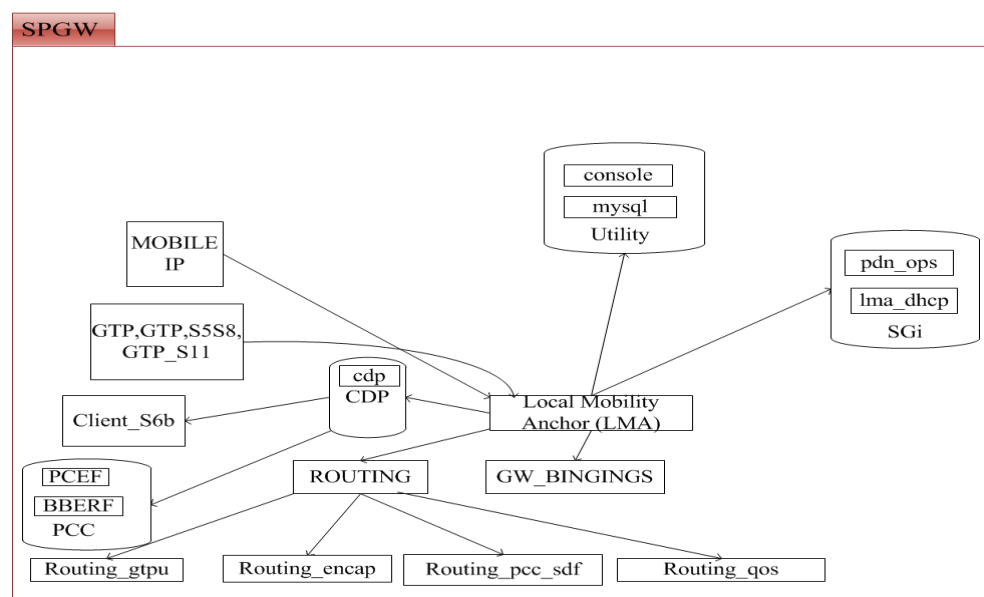 SPGW
console
mysql
Utility
MOBILE
IP
pdn_ops
lma_dhcp
SGi
GTP,GTP,S5S8,
GTP_S11
cdp
CDP
Client_S6b
Local Mobility
Anchor (LMA)
PCEF
BBERF
PCC
ROUTING
GW_BINGINGS
Routing_gtpu
Routing_encap
Routing_pcc_sdf
Routing_qos